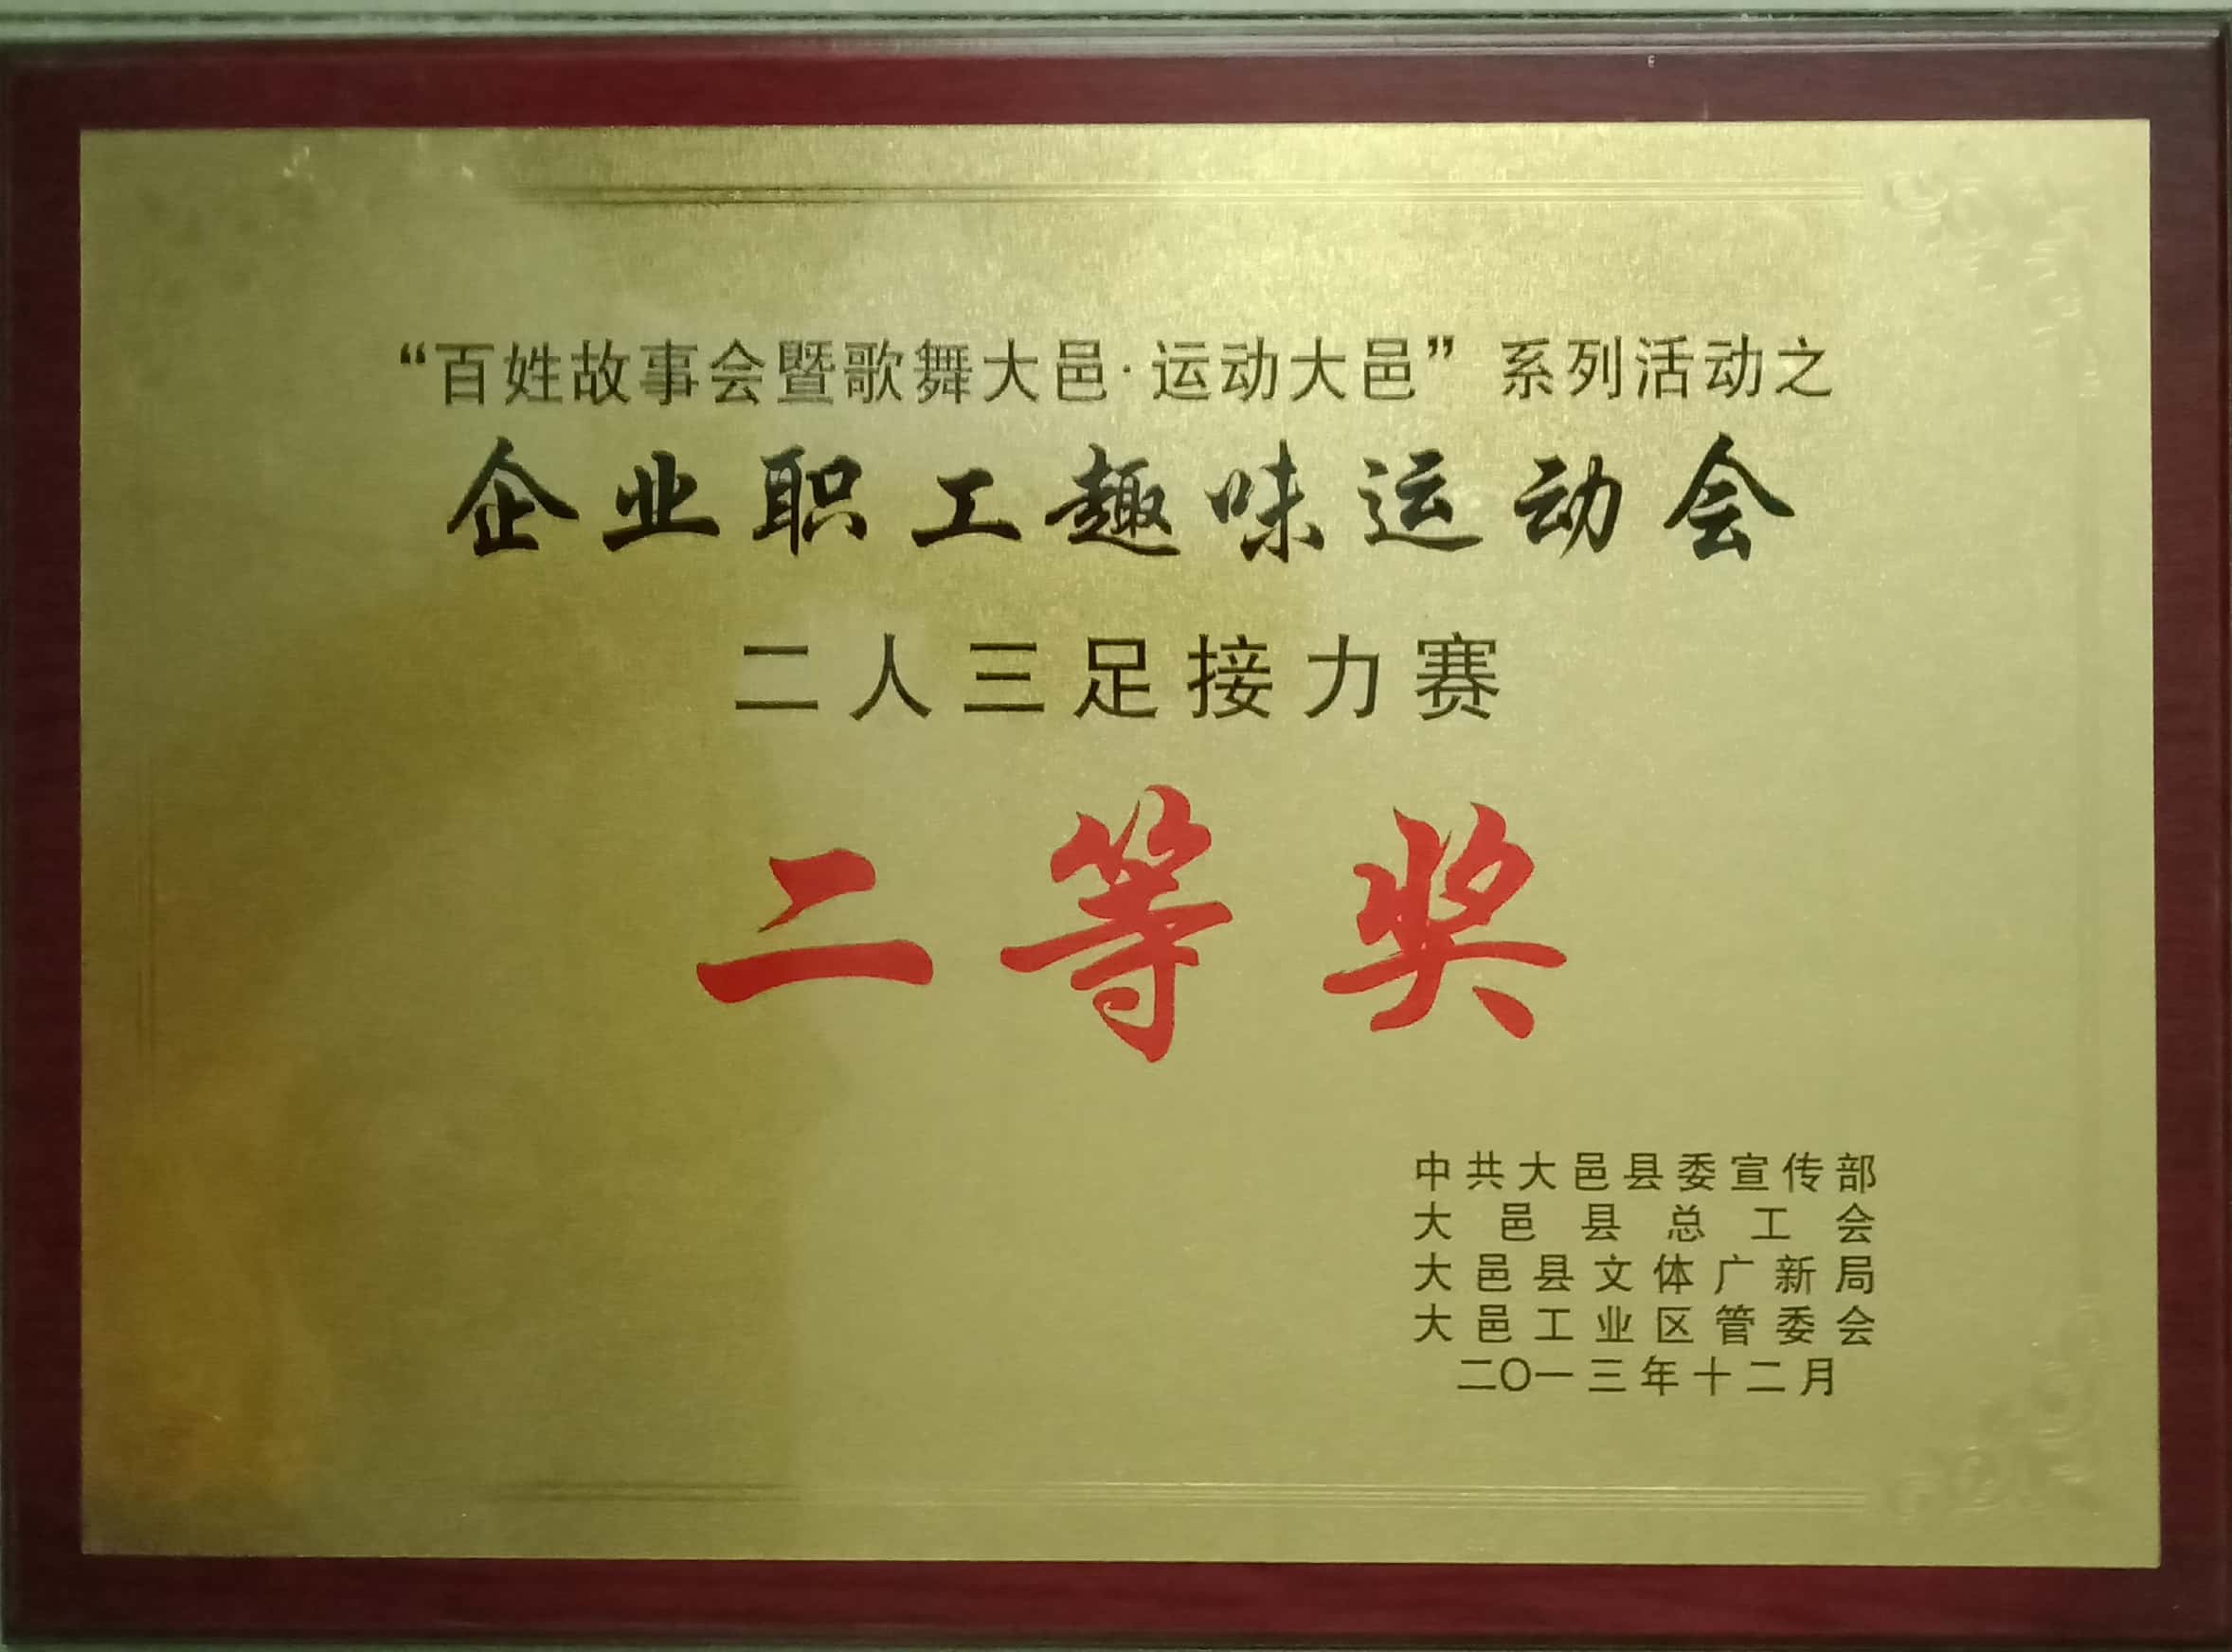 “百姓故事会暨歌舞大邑·运动大邑”系列活动之
企业职工趣味运动会
二人三足接力赛
二等奖
中共大邑县委宣传部
大邑县总工会
大邑县文体广新局
大邑工业区管委会
二〇一三年十二月